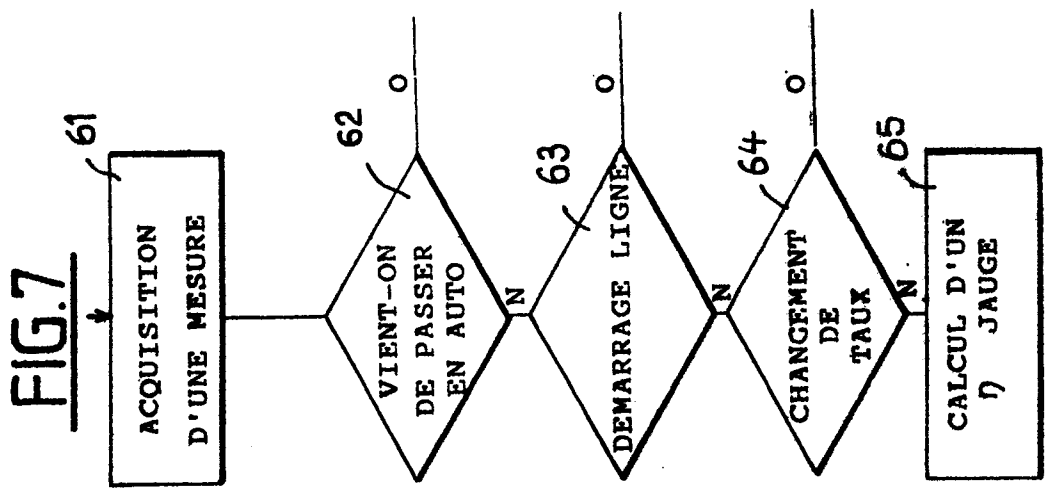 FIG.7
61
ACQUISITION
D'UNE MESURE
62
VIENT-ON
DE PASSER
EN AUTO
O
N
63
DEMARRAGE LIGNE
O
N
64
CHANGEMENT
DE
TAUX
O
N
65
CALCUL D'UN
η JAUGE